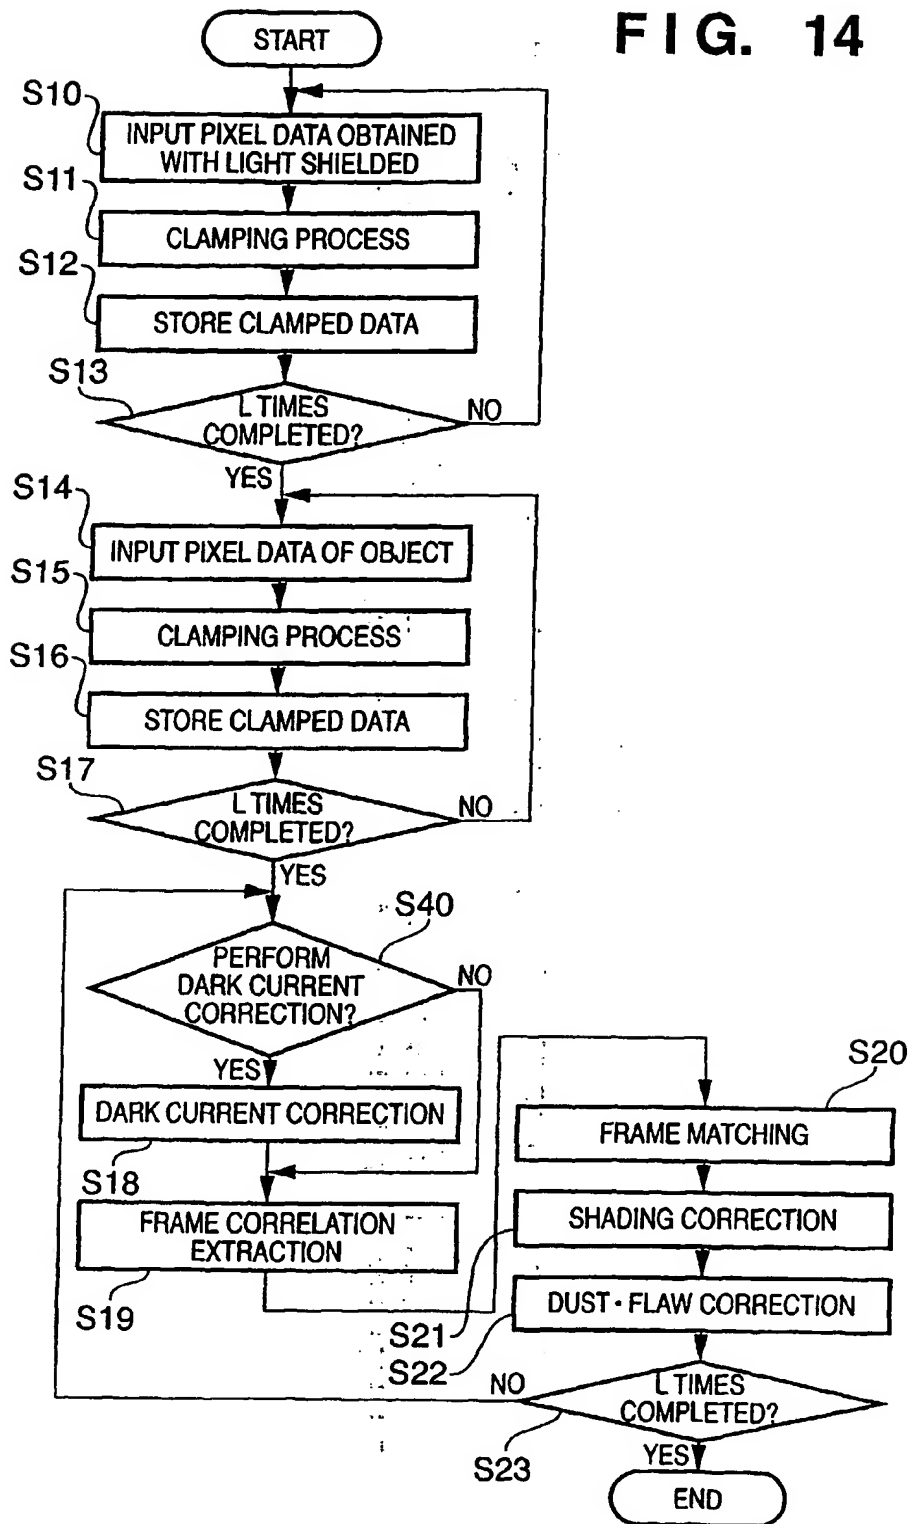 FIG. 14
START
S10
INPUT PIXEL DATA OBTAINED
WITH LIGHT SHIELDED
S11
CLAMPING PROCESS
S12
STORE CLAMPED DATA
S13
L TIMES
COMPLETED?
NO
YES
S14
INPUT PIXEL DATA OF OBJECT
S15
CLAMPING PROCESS
S16
STORE CLAMPED DATA
S17
L TIMES
COMPLETED?
NO
YES
S40
PERFORM
DARK CURRENT
CORRECTION?
NO
YES
DARK CURRENT CORRECTION
S18
FRAME CORRELATION
EXTRACTION
S19
S20
FRAME MATCHING
SHADING CORRECTION
S21
DUST・FLAW CORRECTION
S22
L TIMES
COMPLETED?
NO
S23
YES
END